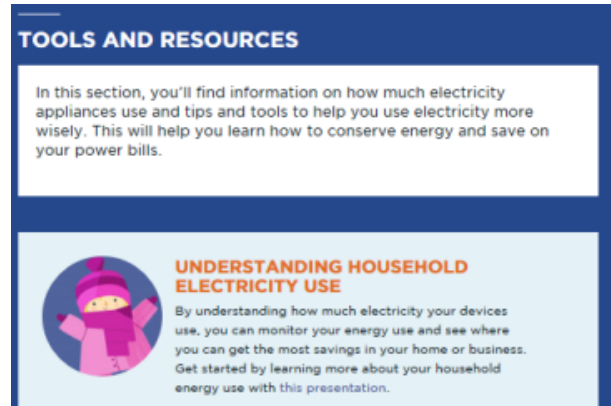 TOOLS AND RESOURCES
In this section, you'll find information on how much electricity
appliances use and tips and tools to help you use electricity more
wisely. This will help you learn how to conserve energy and save on
your power bills.
UNDERSTANDING HOUSEHOLD
ELECTRICITY USE
By understanding how much electricity your devices
use, you can monitor your energy use and see where
you can get the most savings in your home or business.
Get started by learning more about your household
energy use with this presentation.